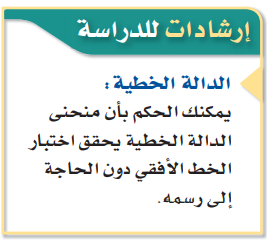 إرشادات للدراسة
الدالة الخطية :
يمكنك الحكم بأن منحنى
الدالة الخطية يحقق اختبار
الخط الأفقي دون الحاجة
إلى رسمه.